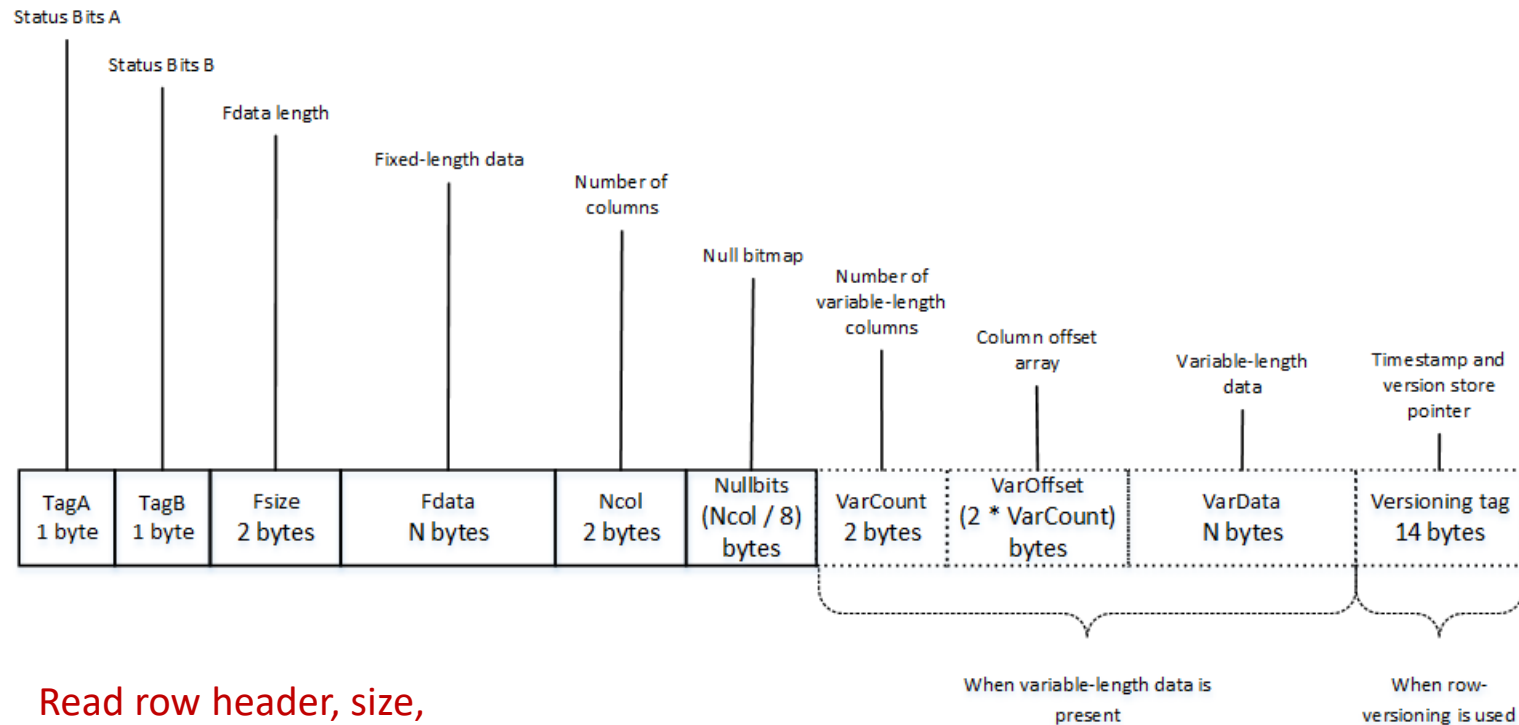 Status Bits A
Status Bits B
Fdata length
Fixed-length data
Number of
columns
Null bitmap
Number of
variable-length
columns
Column offset
array
Variable-length
data
Timestamp and
version store
pointer
TagA
1 byte
TagB
1 byte
Fsize
2 bytes
Fdata
N bytes
Ncol
2 bytes
Nullbits
(Ncol / 8)
bytes
VarCount
2 bytes
VarOffset
(2 * VarCount)
bytes
VarData
N bytes
Versioning tag
14 bytes
When variable-length data is
present
When row-
versioning is used
Read row header, size,